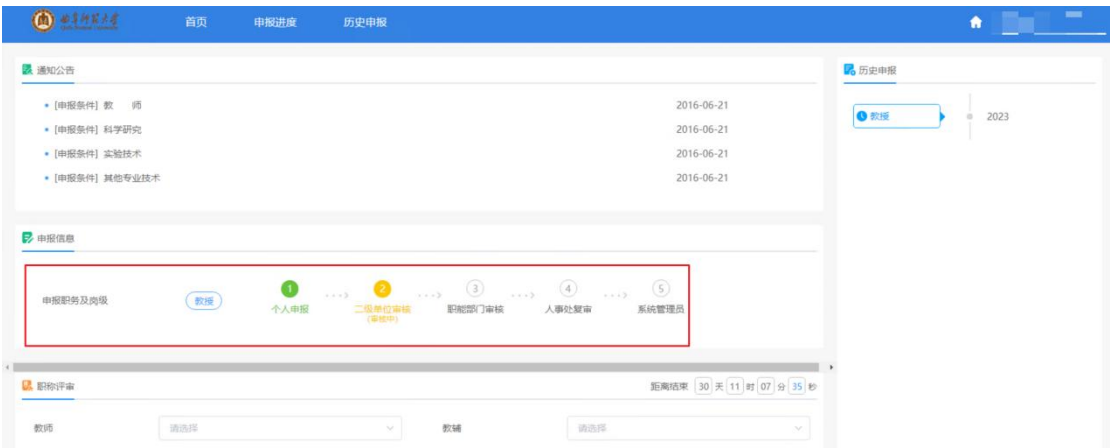 首页 申报进度 历史申报
通知公告
[申报条件] 教 师 2016-06-21
[申报条件] 科学研究 2016-06-21
[申报条件] 实验技术 2016-06-21
[申报条件] 其他专业技术 2016-06-21
历史申报
教授 2023
申报信息
申报职务及岗级 教授
1 2 3 4 5
个人申报 二级单位审核 职能部门审核 人事处复审 系统管理员
(审核中)
职称评审 距离结束 30 天 11 时 07 分 35 秒
教师 请选择 教辅 请选择